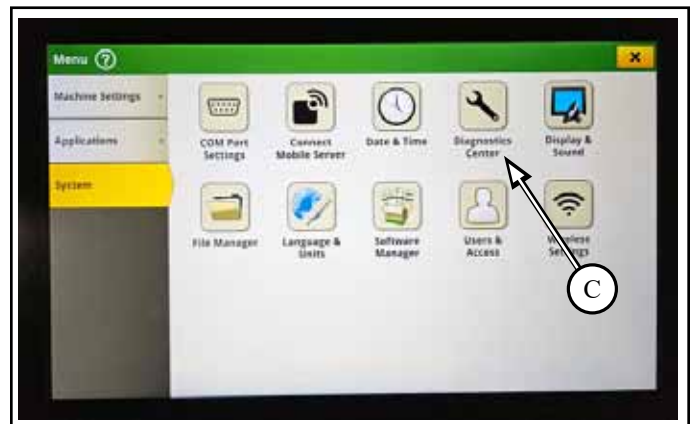 Menu ?
×
Machine Settings
Applications
System
COM Port
Settings
Connect
Mobile Server
Date & Time
Diagnostics
Center
Display &
Sound
File Manager
Language &
Units
Software
Manager
Users &
Access
Wireless
Settings
C